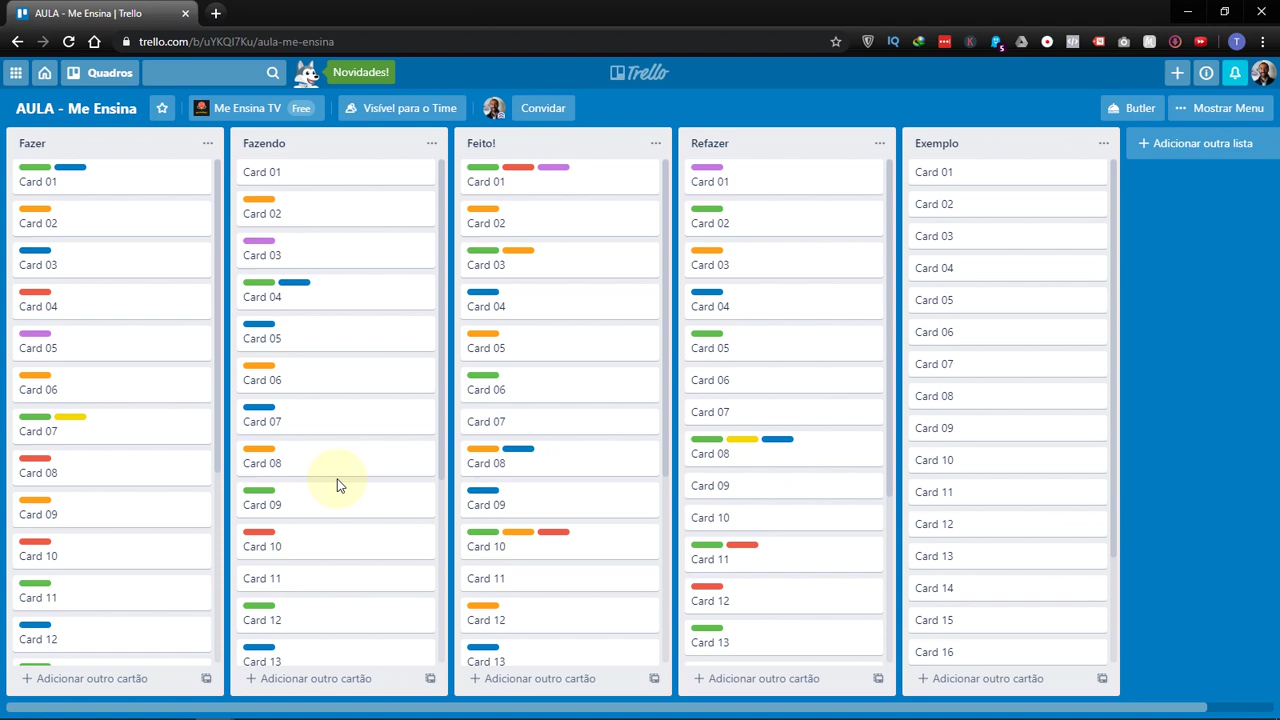 AULA - Me Ensina | Trello
trello.com/b/uYKQI7Ku/aula-me-ensina
Quadros
Novidades!
Trello
AULA - Me Ensina
Me Ensina TV Free
Visível para o Time
Convidar
Butler
Mostrar Menu
Fazer
Card 01
Card 02
Card 03
Card 04
Card 05
Card 06
Card 07
Card 08
Card 09
Card 10
Card 11
Card 12
Adicionar outro cartão
Fazendo
Card 01
Card 02
Card 03
Card 04
Card 05
Card 06
Card 07
Card 08
Card 09
Card 10
Card 11
Card 12
Card 13
Adicionar outro cartão
Feito!
Card 01
Card 02
Card 03
Card 04
Card 05
Card 06
Card 07
Card 08
Card 09
Card 10
Card 11
Card 12
Card 13
Adicionar outro cartão
Refazer
Card 01
Card 02
Card 03
Card 04
Card 05
Card 06
Card 07
Card 08
Card 09
Card 10
Card 11
Card 12
Card 13
Adicionar outro cartão
Exemplo
Card 01
Card 02
Card 03
Card 04
Card 05
Card 06
Card 07
Card 08
Card 09
Card 10
Card 11
Card 12
Card 13
Card 14
Card 15
Card 16
Adicionar outro cartão
Adicionar outra lista